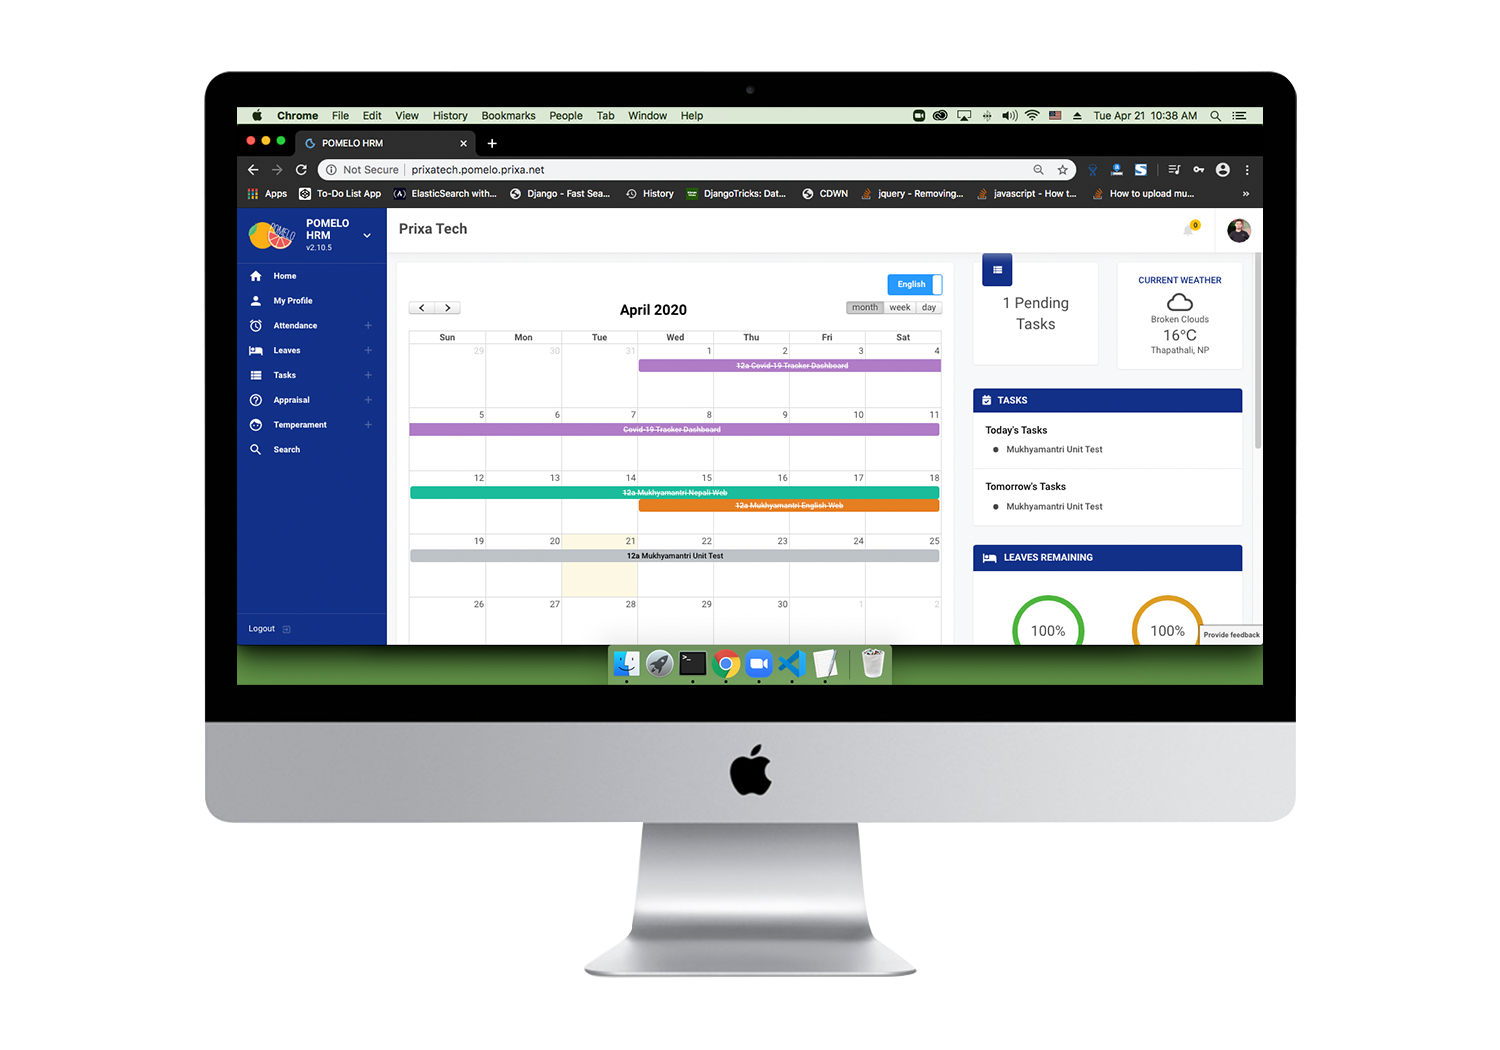 Chrome File Edit View History Bookmarks People Tab Window Help Tue Apr 21 10:38 AM
POMELO HRM
Not Secure prixatech.pomelo.prixa.net
Apps To-Do List App ElasticSearch with... Django - Fast Sea... History DjangoTricks: Dat... CDWN jquery - Removing... javascript - How t... How to upload mu... »
POMELO
POMELO
HRM
v2.10.5
Home
My Profile
Attendance +
Leaves +
Tasks +
Appraisal +
Temperament +
Search
Logout
Prixa Tech
0
English
April 2020
month week day
Sun Mon Tue Wed Thu Fri Sat
29 30 31 1 2 3 4
12a Covid-19 Tracker Dashboard
5 6 7 8 9 10 11
Covid-19 Tracker Dashboard
12 13 14 15 16 17 18
12a Mukhyamantri Nepali Web
12a Mukhyamantri English Web
19 20 21 22 23 24 25
12a Mukhyamantri Unit Test
26 27 28 29 30 1 2
1 Pending
Tasks
CURRENT WEATHER
Broken Clouds
16°C
Thapathali, NP
TASKS
Today's Tasks
Mukhyamantri Unit Test
Tomorrow's Tasks
Mukhyamantri Unit Test
LEAVES REMAINING
100% 100%
Provide feedback